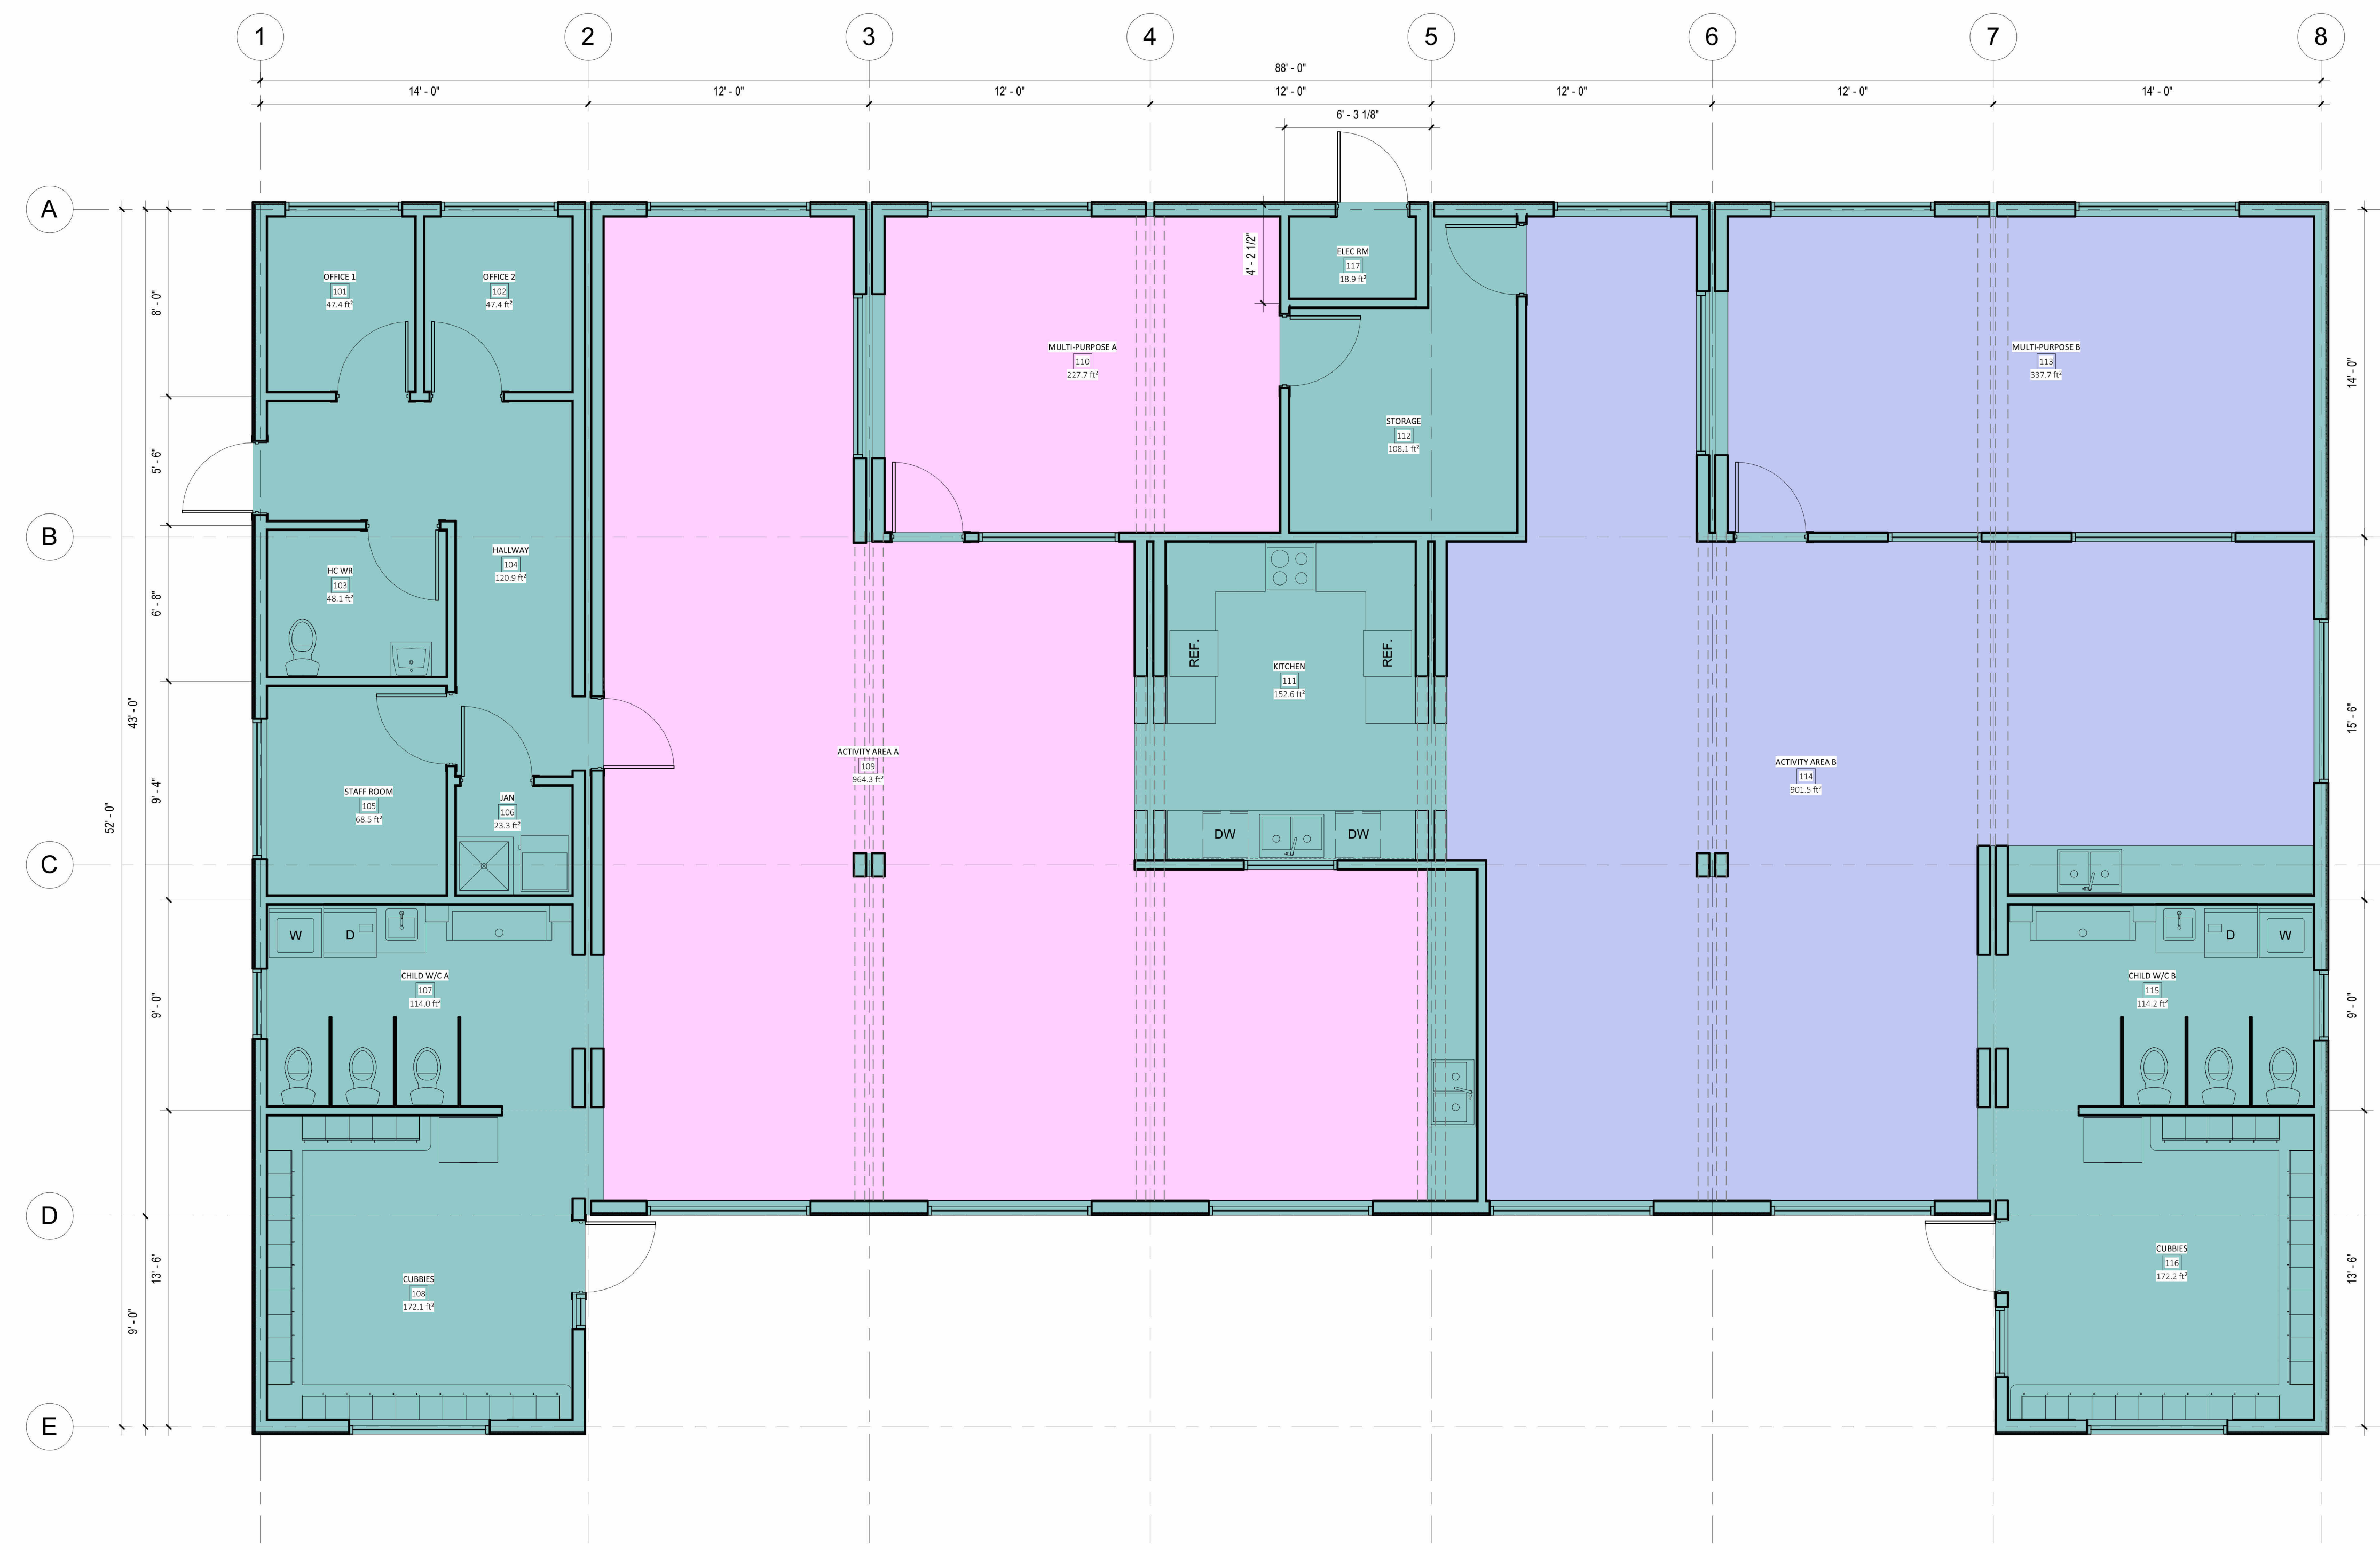 1 2 3 4 5 6 7 8
88' - 0"
14' - 0" 12' - 0" 12' - 0" 12' - 0" 12' - 0" 12' - 0" 14' - 0"
6' - 3 1/8"
A
B
C
D
E
52' - 0"
43' - 0"
9' - 0"
8' - 0"
5' - 6"
6' - 8"
9' - 4"
9' - 0"
13' - 6"
4' - 2 1/2"
14' - 0"
15' - 6"
9' - 0"
13' - 6"
OFFICE 1
101
47.4 ft²
OFFICE 2
102
47.4 ft²
ELEC RM
117
18.9 ft²
MULTI-PURPOSE A
110
227.7 ft²
MULTI-PURPOSE B
113
337.7 ft²
STORAGE
112
108.1 ft²
HALLWAY
104
120.9 ft²
HC WR
103
48.1 ft²
REF.
REF.
KITCHEN
111
152.6 ft²
DW
DW
ACTIVITY AREA A
109
964.3 ft²
ACTIVITY AREA B
114
901.5 ft²
STAFF ROOM
105
68.5 ft²
JAN
106
23.3 ft²
W
D
CHILD W/C A
107
114.0 ft²
D
W
CHILD W/C B
115
114.2 ft²
CUBBIES
108
172.1 ft²
CUBBIES
116
172.2 ft²